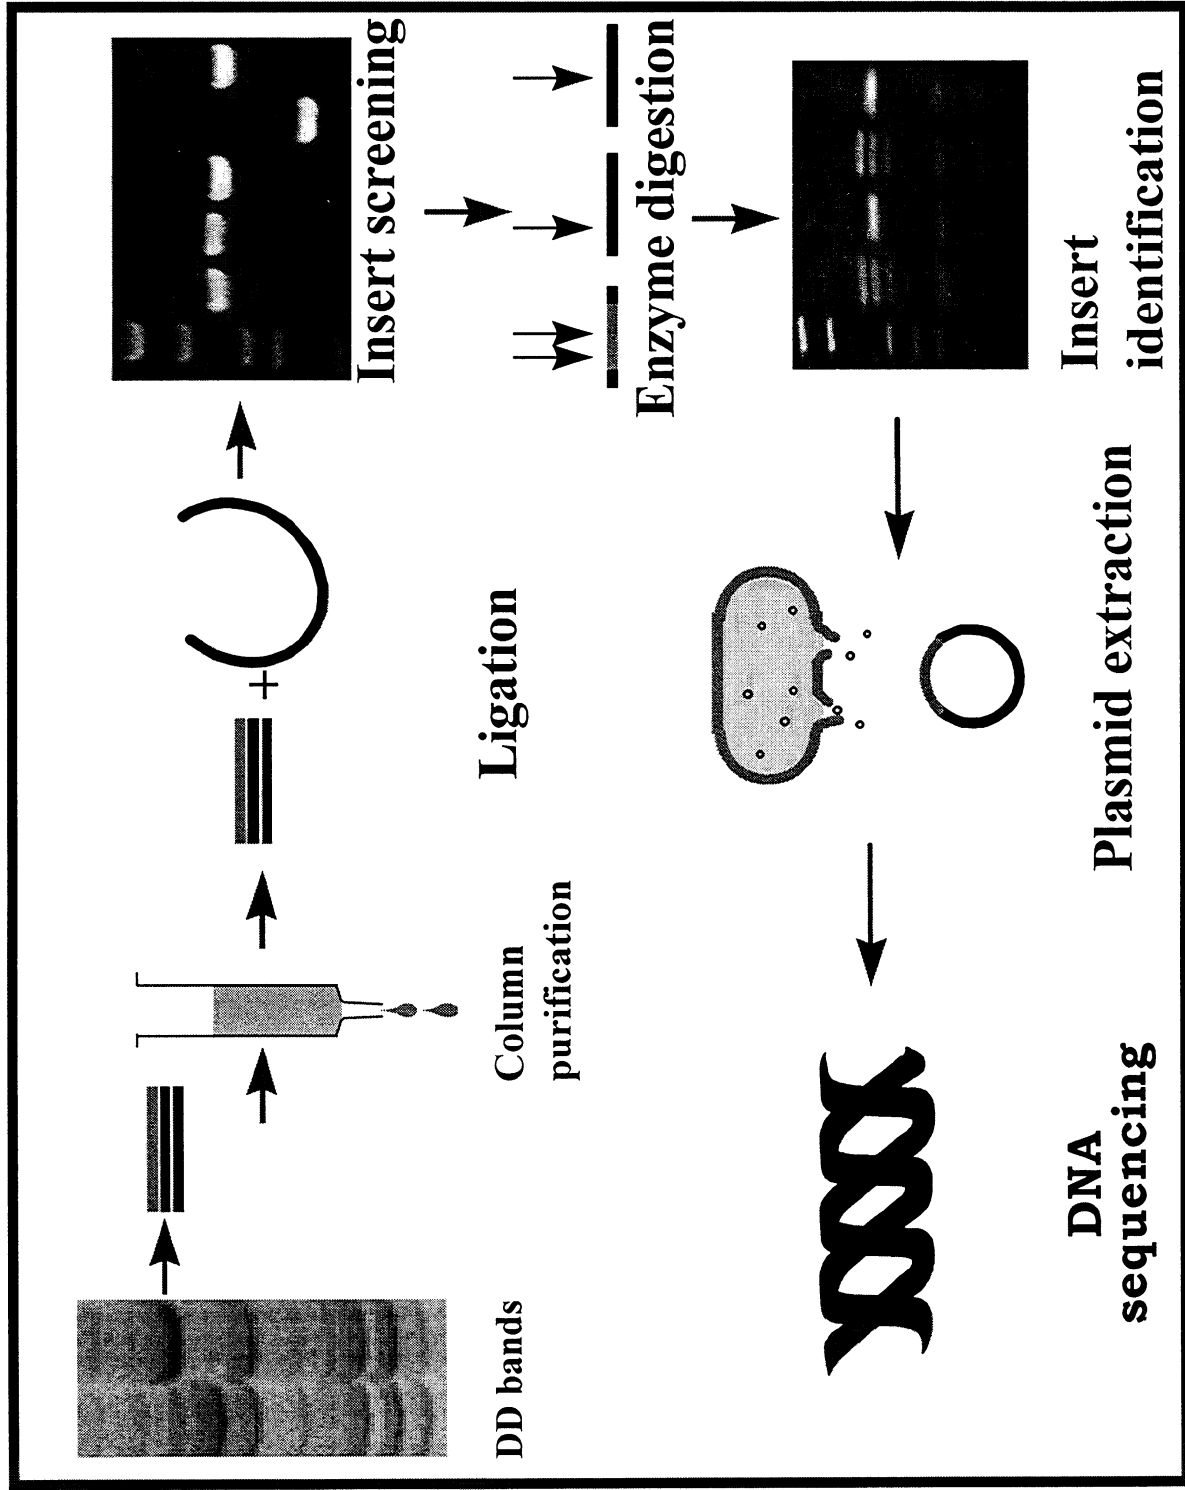 DD bands
Column
purification
Ligation
+
Insert screening
Enzyme digestion
Insert
identification
Plasmid extraction
DNA
sequencing